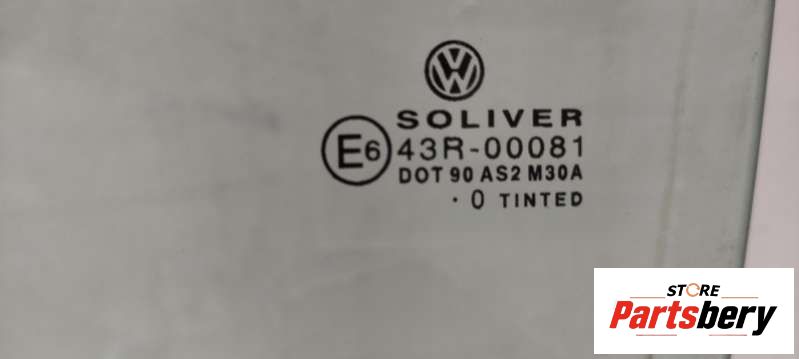 SOLIVER
E6 43R-00081
DOT 90 AS2 M30A
· 0 TINTED
STORE
Partsbery